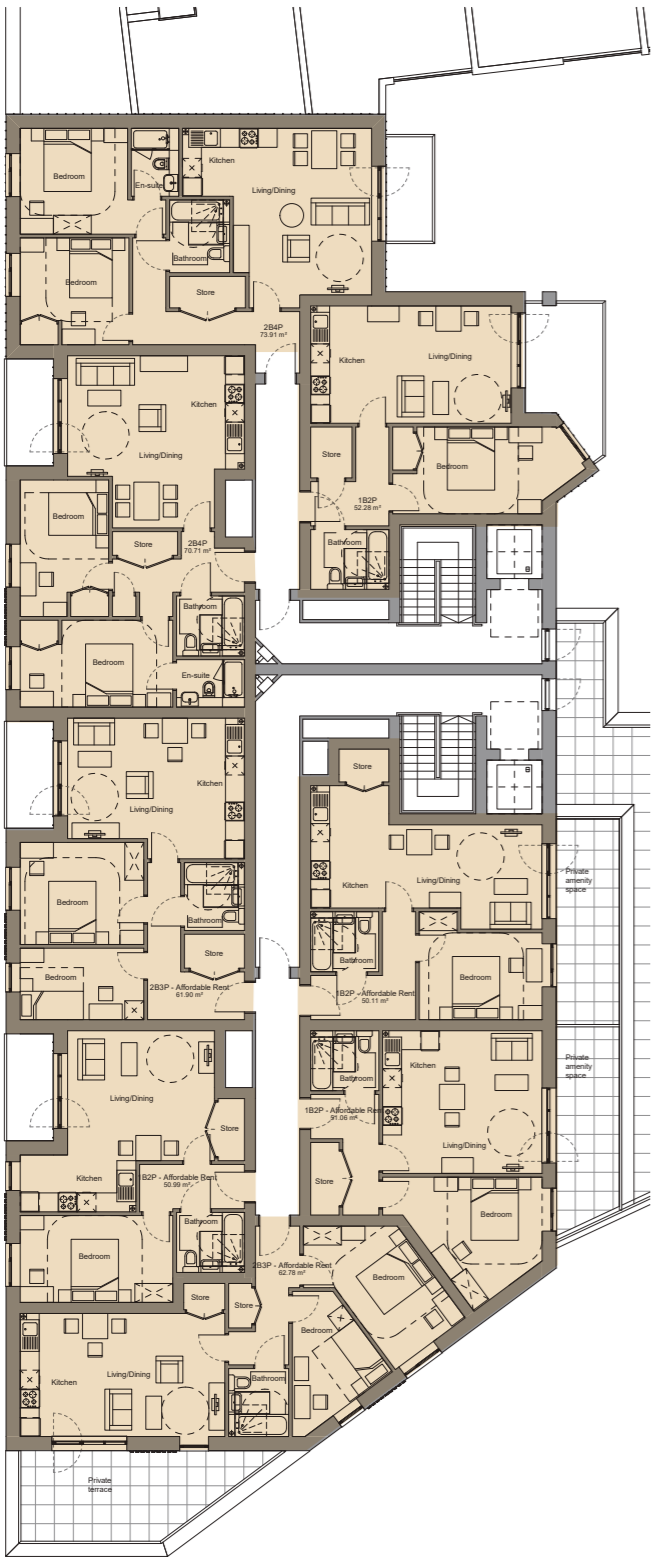 Kitchen
Bedroom
En-suite
Living/Dining
Bathroom
Bedroom
Store
2B4P
73.91 m²
Kitchen
Living/Dining
Kitchen
Living/Dining
Store
Bedroom
1B2P
52.28 m²
Bedroom
Store
2B4P
70.71 m²
Bathroom
Bathroom
Bedroom
En-suite
Store
Kitchen
Living/Dining
Private
amenity
space
Kitchen
Living/Dining
Bedroom
Bathroom
Store
Bathroom
Bedroom
Bedroom
2B3P - Affordable Rent
61.90 m²
1B2P - Affordable Rent
50.11 m²
Private
amenity
space
Kitchen
Bathroom
Living/Dining
1B2P - Affordable Rent
51.06 m²
Store
Living/Dining
Kitchen
1B2P - Affordable Rent
50.99 m²
Store
Bedroom
Bathroom
Bedroom
2B3P - Affordable Rent
62.78 m²
Bedroom
Store
Store
Bedroom
Living/Dining
Kitchen
Bathroom
Private
terrace